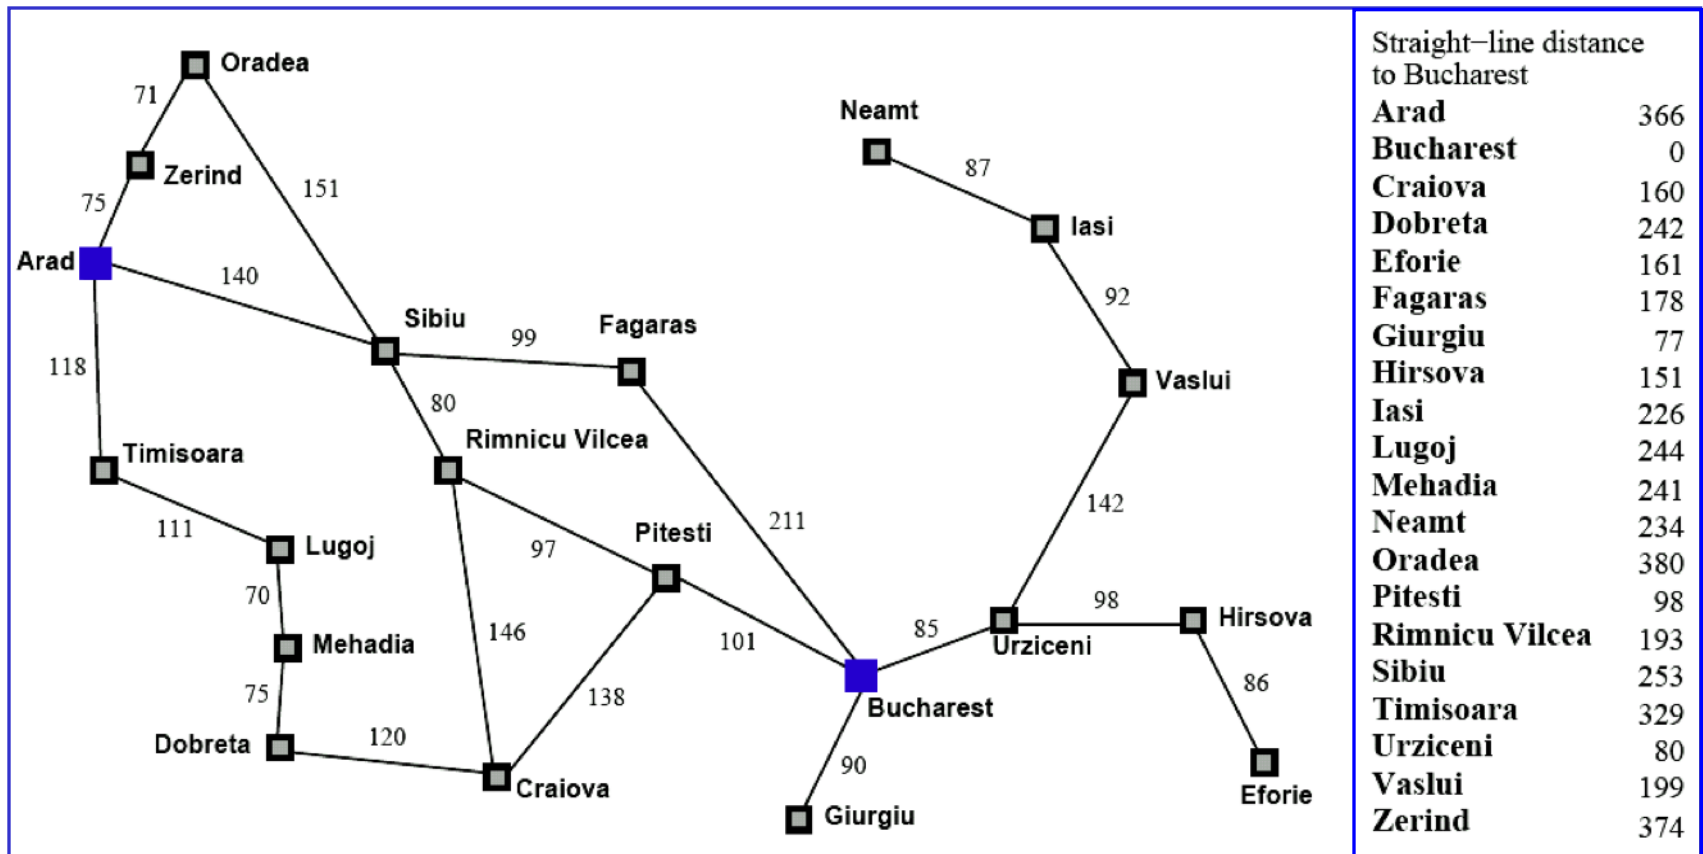 Oradea
71
Neamt
Zerind
87
151
75
Iasi
Arad
140
92
Sibiu
Fagaras
99
118
Vaslui
80
Rimnicu Vilcea
Timisoara
142
111
211
Pitesti
Lugoj
97
70
98
Hirsova
146
101
85
Urziceni
Mehadia
86
75
138
Bucharest
Dobreta
120
90
Craiova
Eforie
Giurgiu
Straight−line distance
to Bucharest
Arad 366
Bucharest 0
Craiova 160
Dobreta 242
Eforie 161
Fagaras 178
Giurgiu 77
Hirsova 151
Iasi 226
Lugoj 244
Mehadia 241
Neamt 234
Oradea 380
Pitesti 98
Rimnicu Vilcea 193
Sibiu 253
Timisoara 329
Urziceni 80
Vaslui 199
Zerind 374